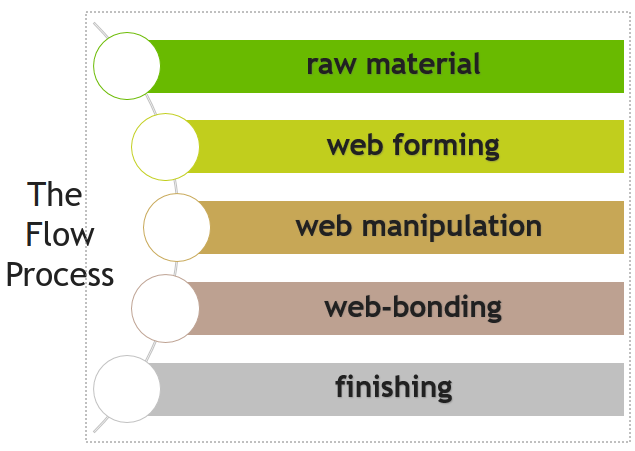 The
Flow
Process
raw material
web forming
web manipulation
web-bonding
finishing